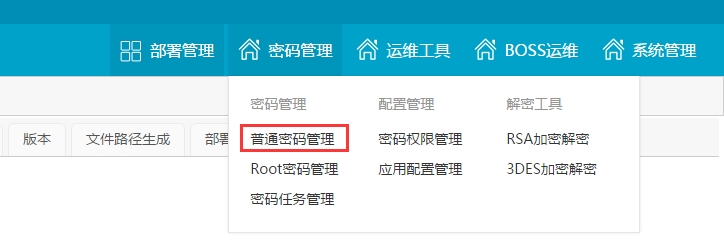 部署管理 密码管理 运维工具 BOSS运维 系统管理
密码管理 配置管理 解密工具
版本 文件路径生成 部署 普通密码管理 密码权限管理 RSA加密解密
Root密码管理 应用配置管理 3DES加密解密
密码任务管理